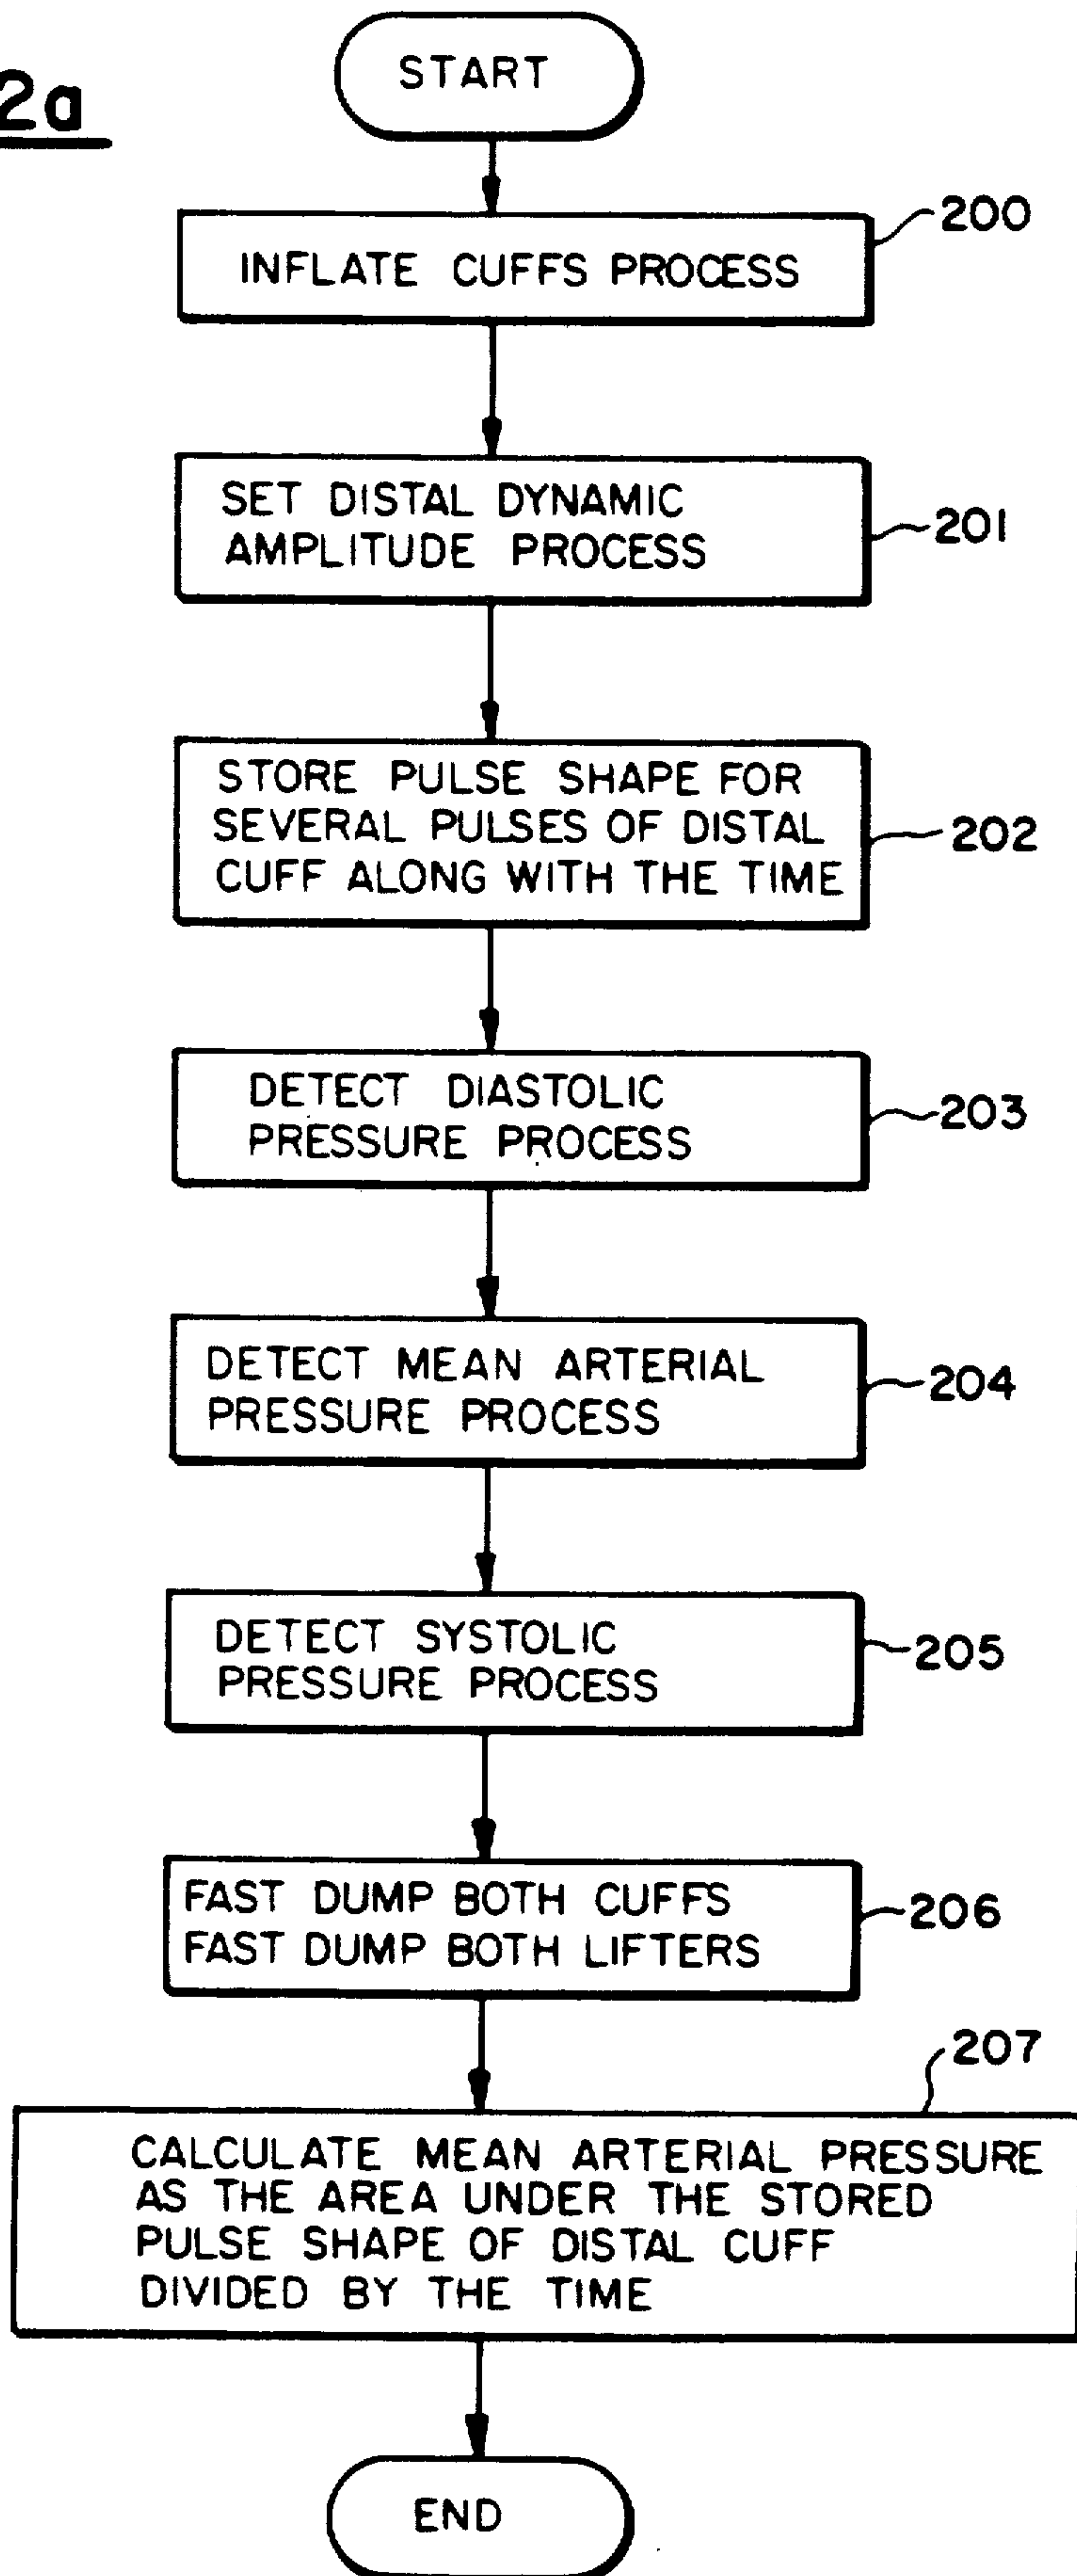 2a
START
200
INFLATE CUFFS PROCESS
SET DISTAL DYNAMIC
AMPLITUDE PROCESS
201
STORE PULSE SHAPE FOR
SEVERAL PULSES OF DISTAL
CUFF ALONG WITH THE TIME
202
DETECT DIASTOLIC
PRESSURE PROCESS
203
DETECT MEAN ARTERIAL
PRESSURE PROCESS
204
DETECT SYSTOLIC
PRESSURE PROCESS
205
FAST DUMP BOTH CUFFS
FAST DUMP BOTH LIFTERS
206
207
CALCULATE MEAN ARTERIAL PRESSURE
AS THE AREA UNDER THE STORED
PULSE SHAPE OF DISTAL CUFF
DIVIDED BY THE TIME
END